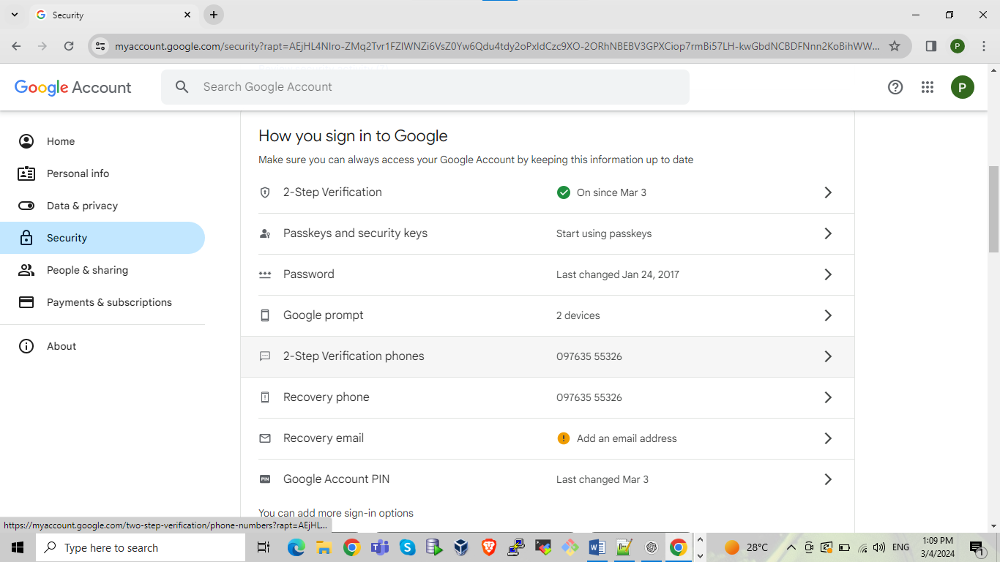 Security
myaccount.google.com/security?rapt=AEjHL4NIro-ZMq2Tvr1FZIWNZi6VsZ0Yw6Qdu4tdy2oPxIdCzc9XO-2ORhNBEBV3GPXCiop7rmBi57LH-kwGbdNCBDFNnn2KoBihWW...
P
Google Account
Search Google Account
P
Home
Personal info
Data & privacy
Security
People & sharing
Payments & subscriptions
About
How you sign in to Google
Make sure you can always access your Google Account by keeping this information up to date
2-Step Verification On since Mar 3
Passkeys and security keys Start using passkeys
Password Last changed Jan 24, 2017
Google prompt 2 devices
2-Step Verification phones 097635 55326
Recovery phone 097635 55326
Recovery email Add an email address
PIN Google Account PIN Last changed Mar 3
You can add more sign-in options
https://myaccount.google.com/two-step-verification/phone-numbers?rapt=AEjHL...
Type here to search
28°C
ENG
1:09 PM
3/4/2024
1